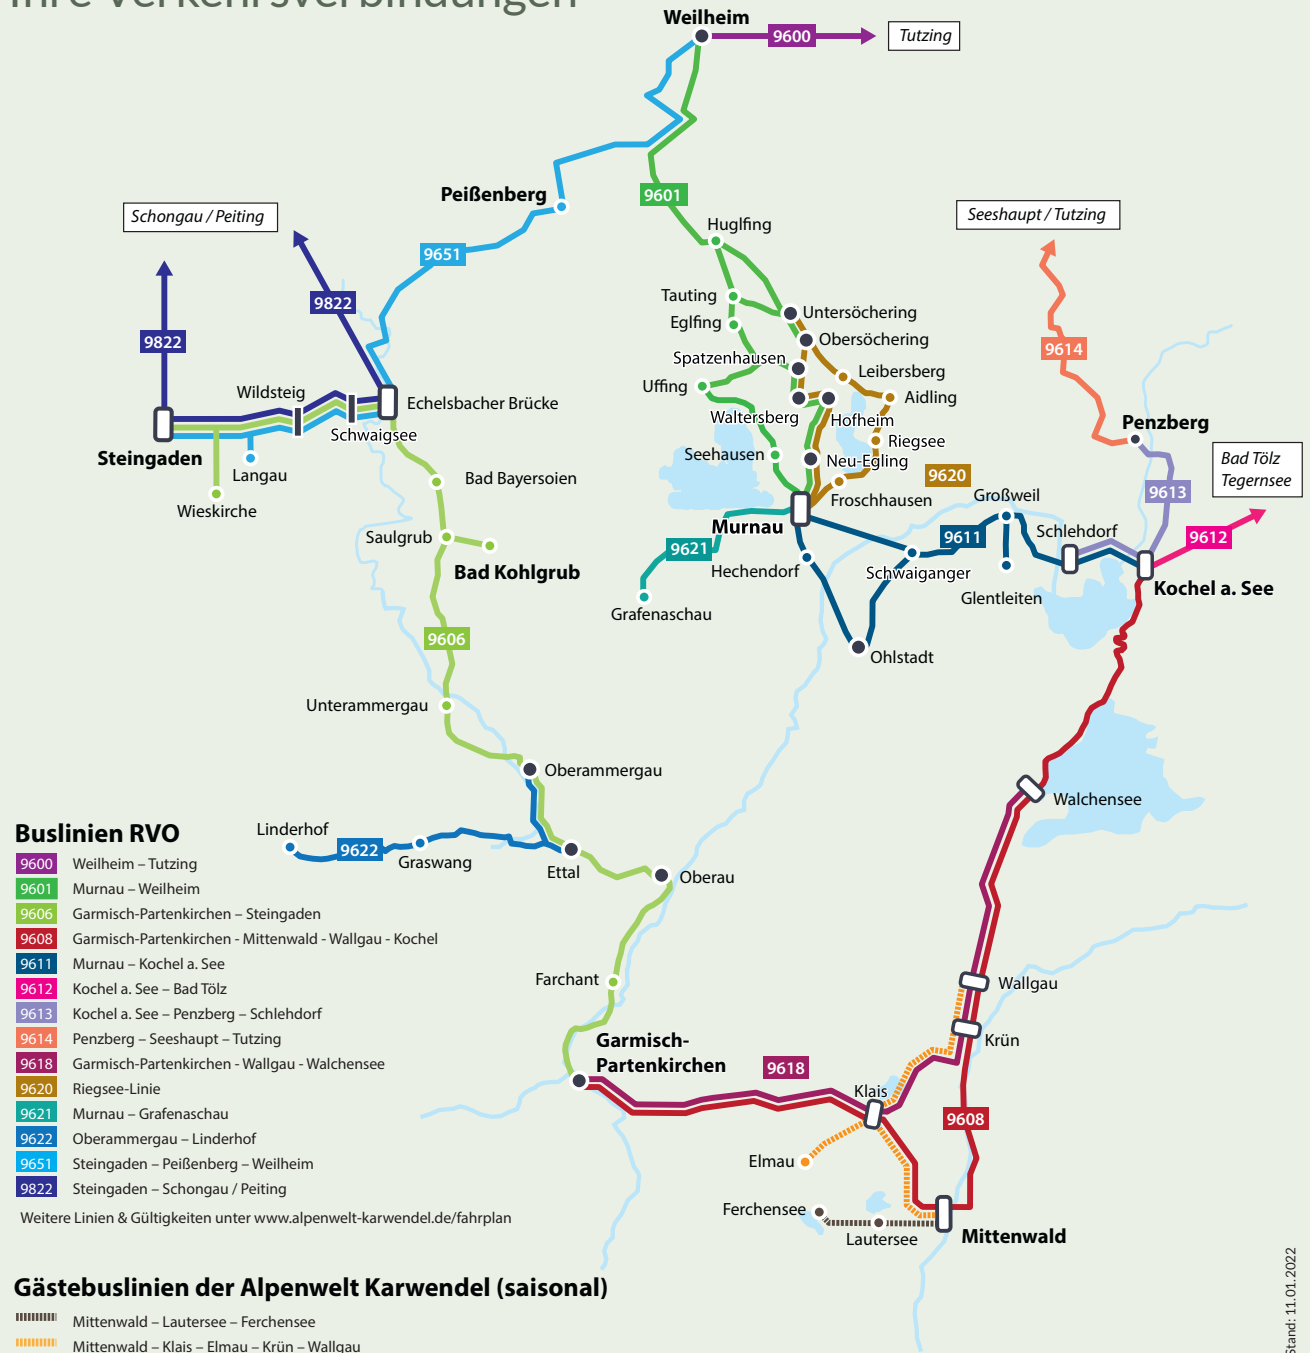 Ihre Verkehrsverbindungen
Weilheim
9600
Tutzing
Peißenberg
9601
Schongau / Peiting
Seeshaupt / Tutzing
Huglfing
9651
Tauting
9822
Untersöchering
Eglfing
9822
Obersöchering
9614
Spatzenhausen
Leibersberg
Uffing
Wildsteig
Aidling
Echelsbacher Brücke
Waltersberg
Hofheim
Penzberg
Schwaigsee
Riegsee
Steingaden
Seehausen
Neu-Egling
Bad Tölz
Tegernsee
Langau
Bad Bayersoien
9620
9613
Wieskirche
Froschhausen
Großweil
Murnau
Schlehdorf
Saulgrub
9611
9612
9621
Bad Kohlgrub
Hechendorf
Schwaiganger
Kochel a. See
Glentleiten
Grafenaschau
9606
Ohlstadt
Unterammergau
Oberammergau
Walchensee
Linderhof
9622
Graswang
Ettal
Oberau
Farchant
Wallgau
Krün
Garmisch-
Partenkirchen
9618
Klais
9608
Elmau
Ferchensee
Lautersee
Mittenwald
Buslinien RVO
9600 Weilheim – Tutzing
9601 Murnau – Weilheim
9606 Garmisch-Partenkirchen – Steingaden
9608 Garmisch-Partenkirchen - Mittenwald - Wallgau - Kochel
9611 Murnau – Kochel a. See
9612 Kochel a. See – Bad Tölz
9613 Kochel a. See – Penzberg – Schlehdorf
9614 Penzberg – Seeshaupt – Tutzing
9618 Garmisch-Partenkirchen - Wallgau - Walchensee
9620 Riegsee-Linie
9621 Murnau – Grafenaschau
9622 Oberammergau – Linderhof
9651 Steingaden – Peißenberg – Weilheim
9822 Steingaden – Schongau / Peiting
Weitere Linien & Gültigkeiten unter www.alpenwelt-karwendel.de/fahrplan
Gästebuslinien der Alpenwelt Karwendel (saisonal)
Mittenwald – Lautersee – Ferchensee
Mittenwald – Klais – Elmau – Krün – Wallgau
Stand: 11.01.2022